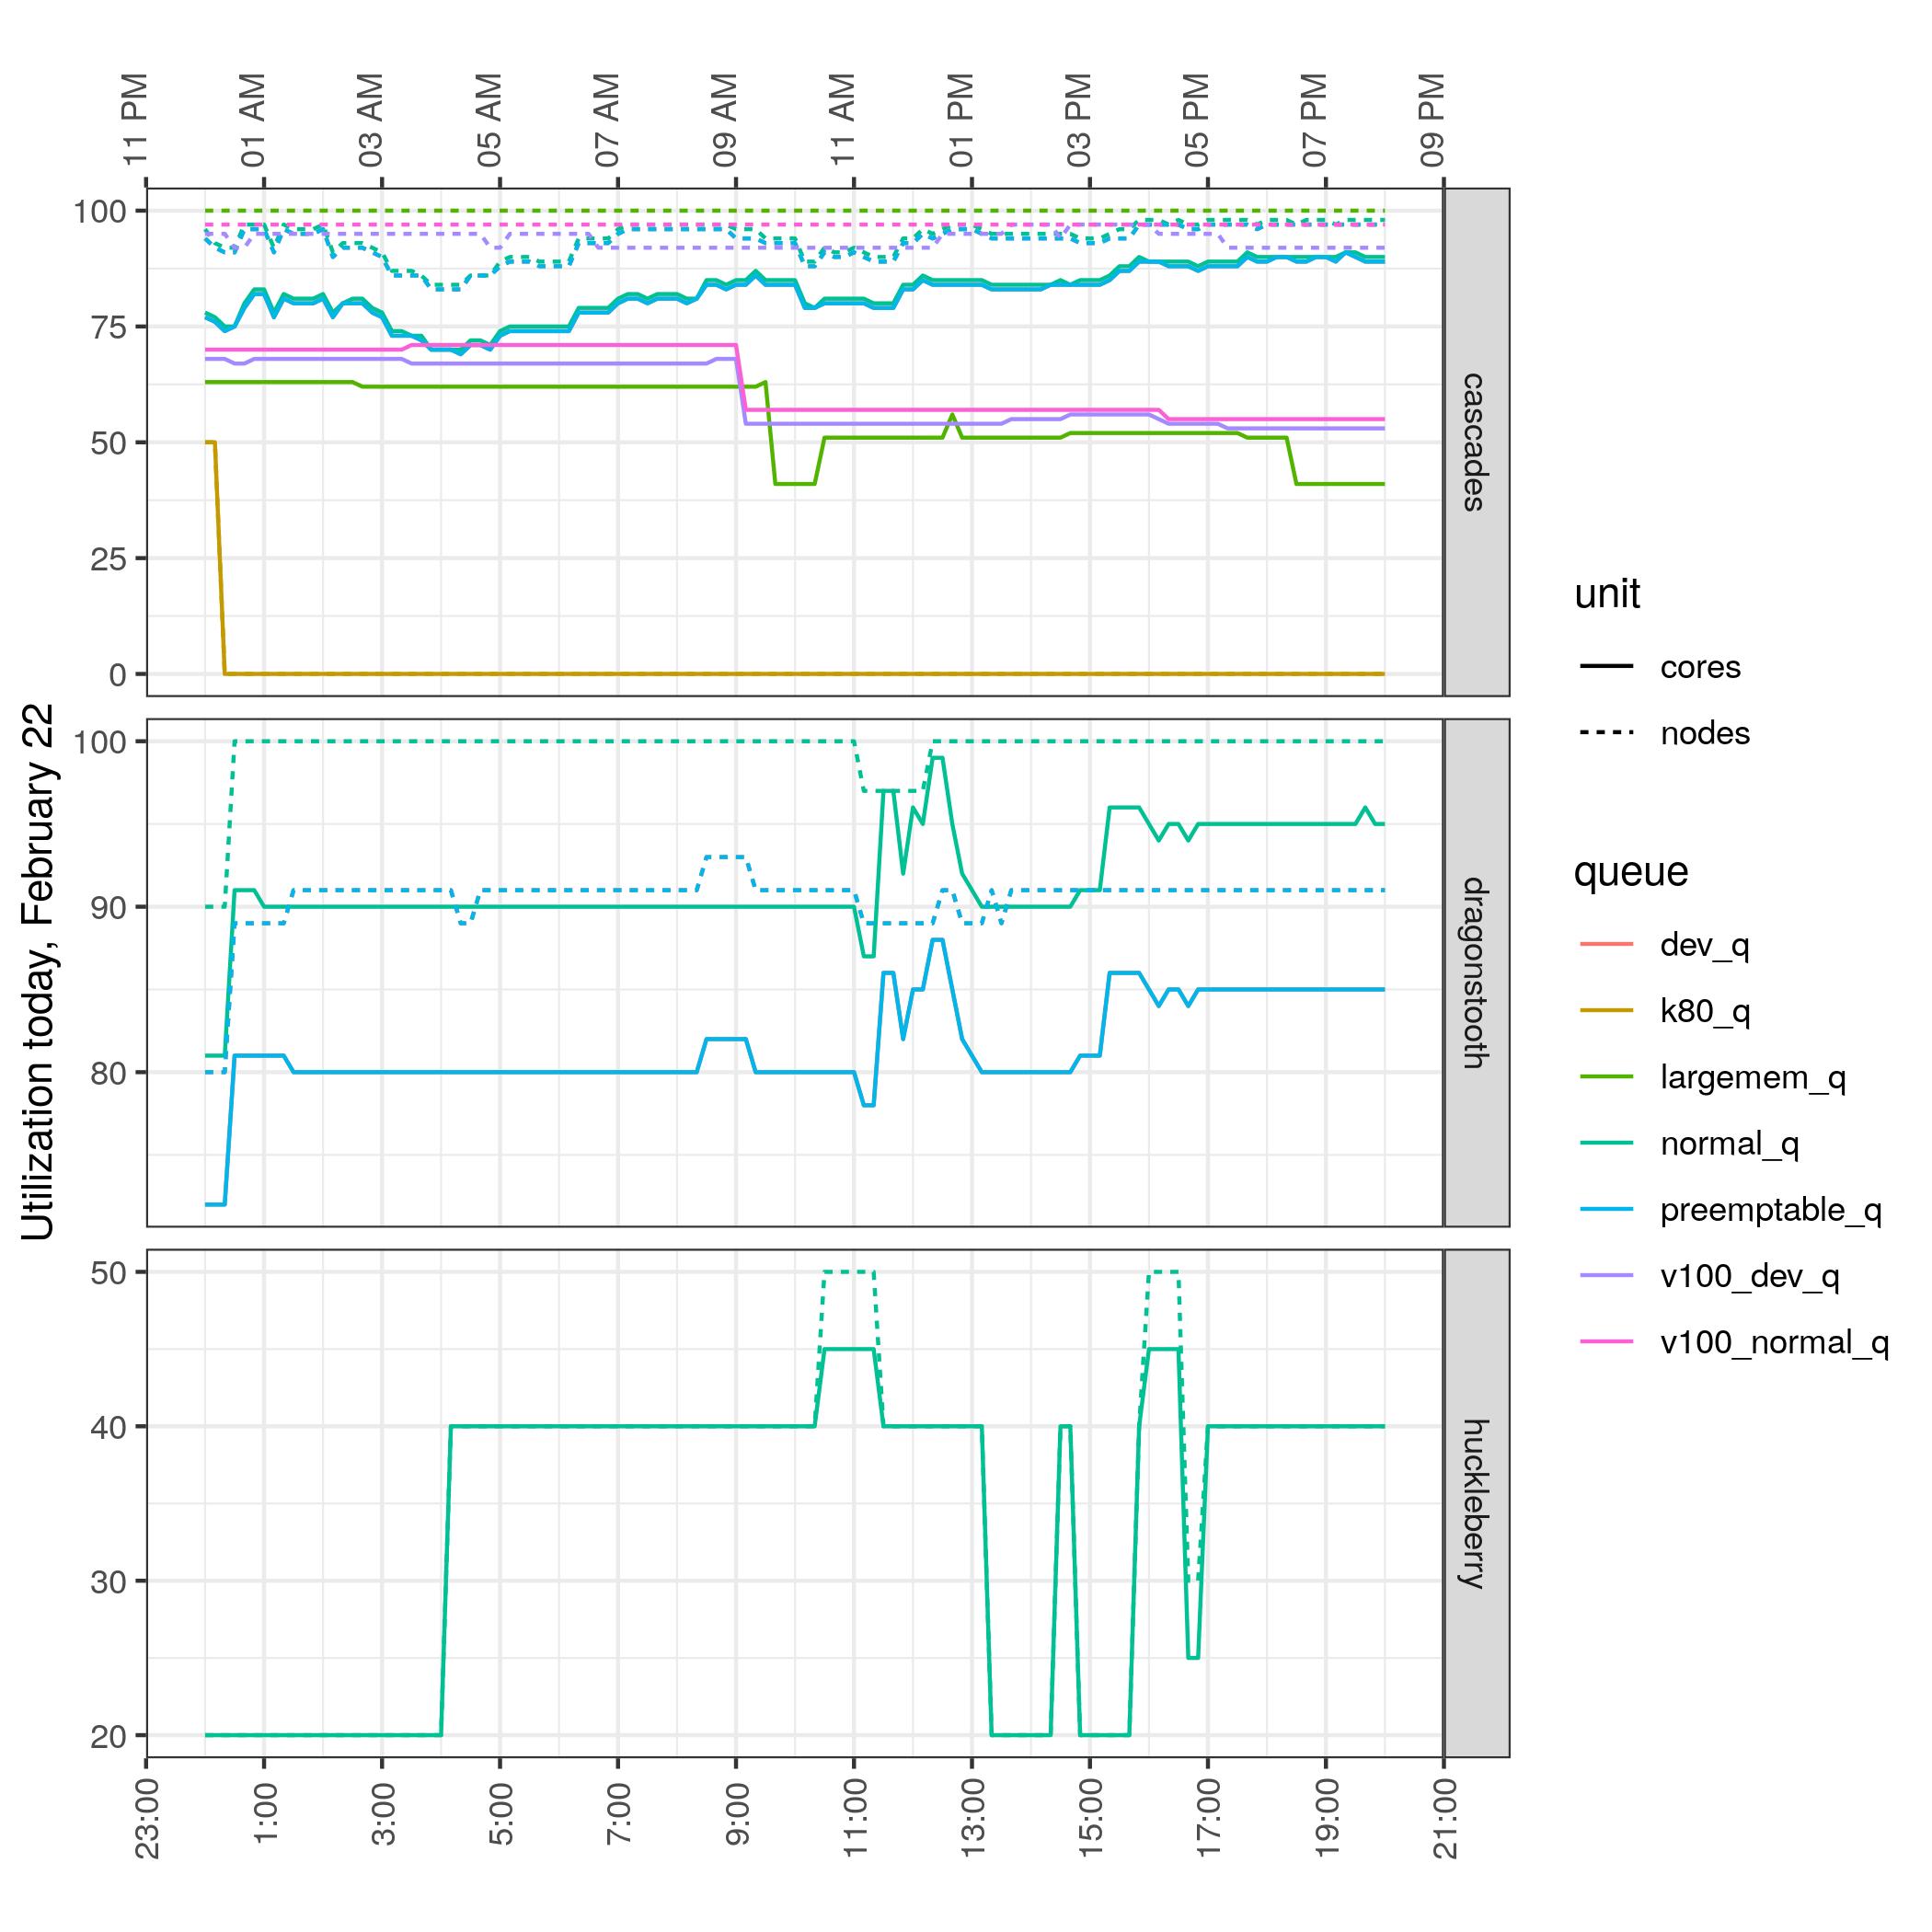 11 PM
01 AM
03 AM
05 AM
07 AM
09 AM
11 AM
01 PM
03 PM
05 PM
07 PM
09 PM
Utilization today, February 22
100
75
50
25
0
cascades
100
90
80
dragonstooth
50
40
30
20
huckleberry
23:00
1:00
3:00
5:00
7:00
9:00
11:00
13:00
15:00
17:00
19:00
21:00
unit
cores
nodes
queue
dev_q
k80_q
largemem_q
normal_q
preemptable_q
v100_dev_q
v100_normal_q